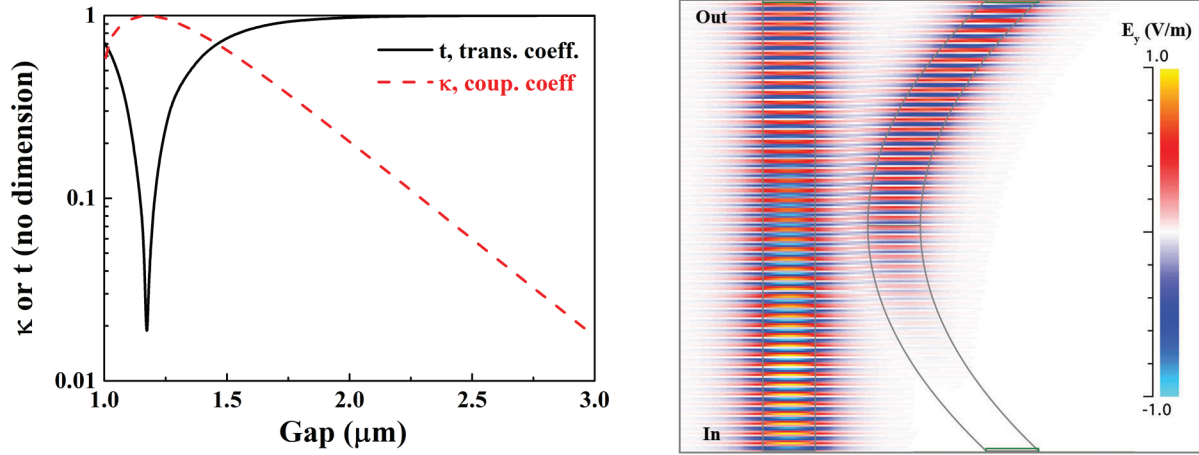 1
0.1
0.01
κ or t (no dimension)
t, trans. coeff.
κ, coup. coeff
1.0
1.5
2.0
2.5
3.0
Gap (μm)
Out
In
E_y (V/m)
1.0
-1.0